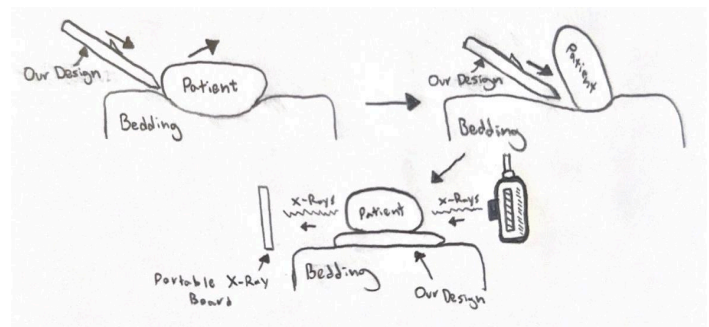 Our Design
Patient
Bedding
Our Design
Patient
Bedding
X-Rays
Patient
X-Rays
Portable X-Ray
Board
Bedding
Our Design